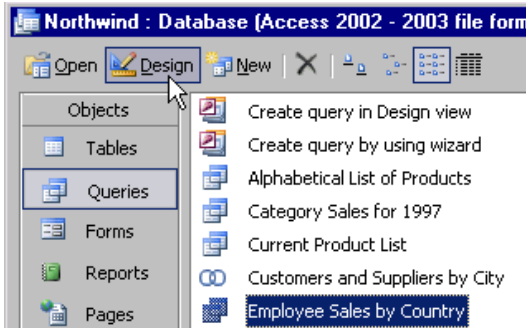 Northwind : Database (Access 2002 - 2003 file form
Open Design New
Objects
Tables
Queries
Forms
Reports
Pages
Create query in Design view
Create query by using wizard
Alphabetical List of Products
Category Sales for 1997
Current Product List
Customers and Suppliers by City
Employee Sales by Country